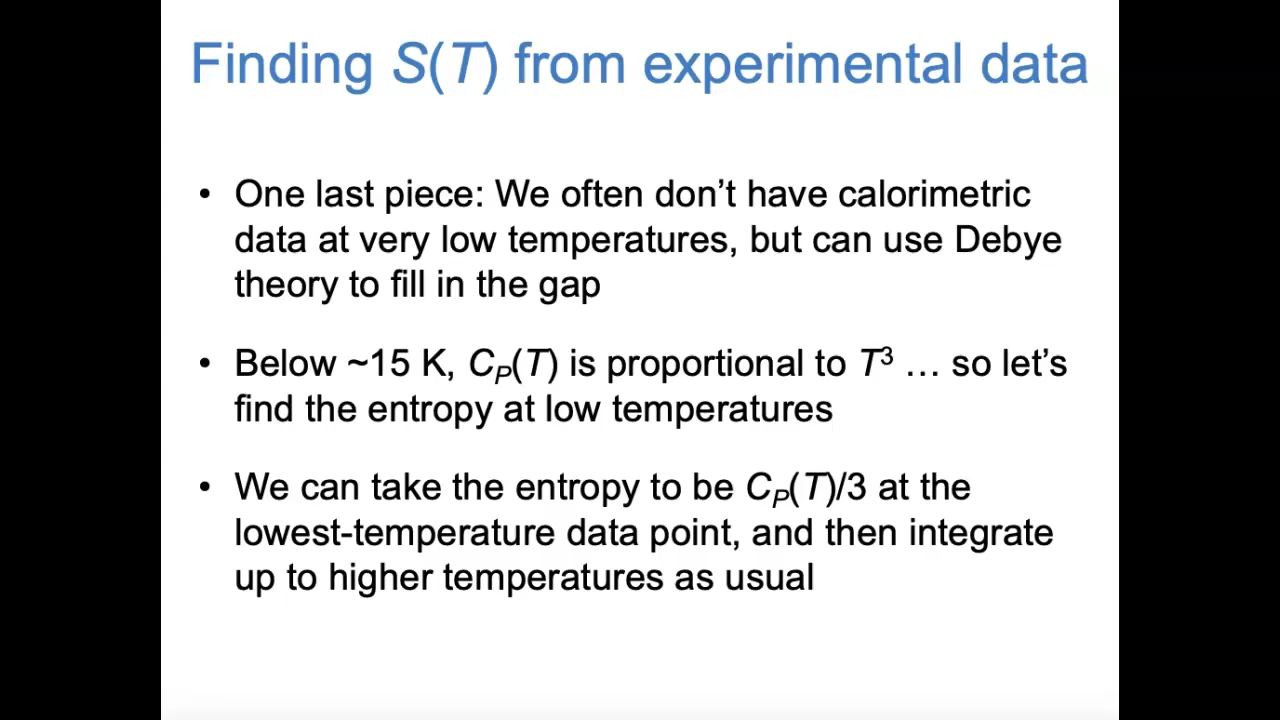 Finding S(T) from experimental data
• One last piece: We often don’t have calorimetric
data at very low temperatures, but can use Debye
theory to fill in the gap
• Below ~15 K, CP(T) is proportional to T³ … so let’s
find the entropy at low temperatures
• We can take the entropy to be CP(T)/3 at the
lowest-temperature data point, and then integrate
up to higher temperatures as usual